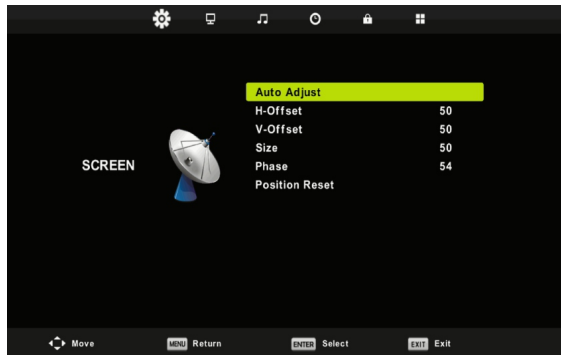 Auto Adjust
H-Offset 50
V-Offset 50
Size 50
SCREEN
Phase 54
Position Reset
Move MENU Return ENTER Select EXIT Exit